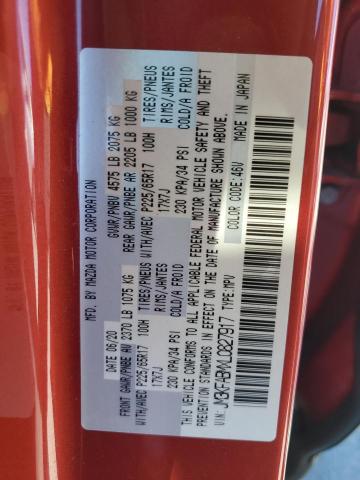 MFD. BY MAZDA MOTOR CORPORATION
DATE 06/20 GVWR/PNBV 4575 LB 2075 KG
FRONT GAWR/PNBE AV 2370 LB 1075 KG REAR GAWR/PNBE AR 2205 LB 1000 KG
WITH/AVEC P225/65R17 100H TIRES/PNEUS WITH/AVEC P225/65R17 100H TIRES/PNEUS
17X7J RIMS/JANTES 17X7J RIMS/JANTES
230 KPA/34 PSI COLD/A FROID 230 KPA/34 PSI COLD/A FROID
THIS VEHICLE CONFORMS TO ALL APPLICABLE FEDERAL MOTOR VEHICLE SAFETY AND THEFT
PREVENTION STANDARDS IN EFFECT ON THE DATE OF MANUFACTURE SHOWN ABOVE.
VIN: TYPE:MPV COLOR CODE:46V MADE IN JAPAN